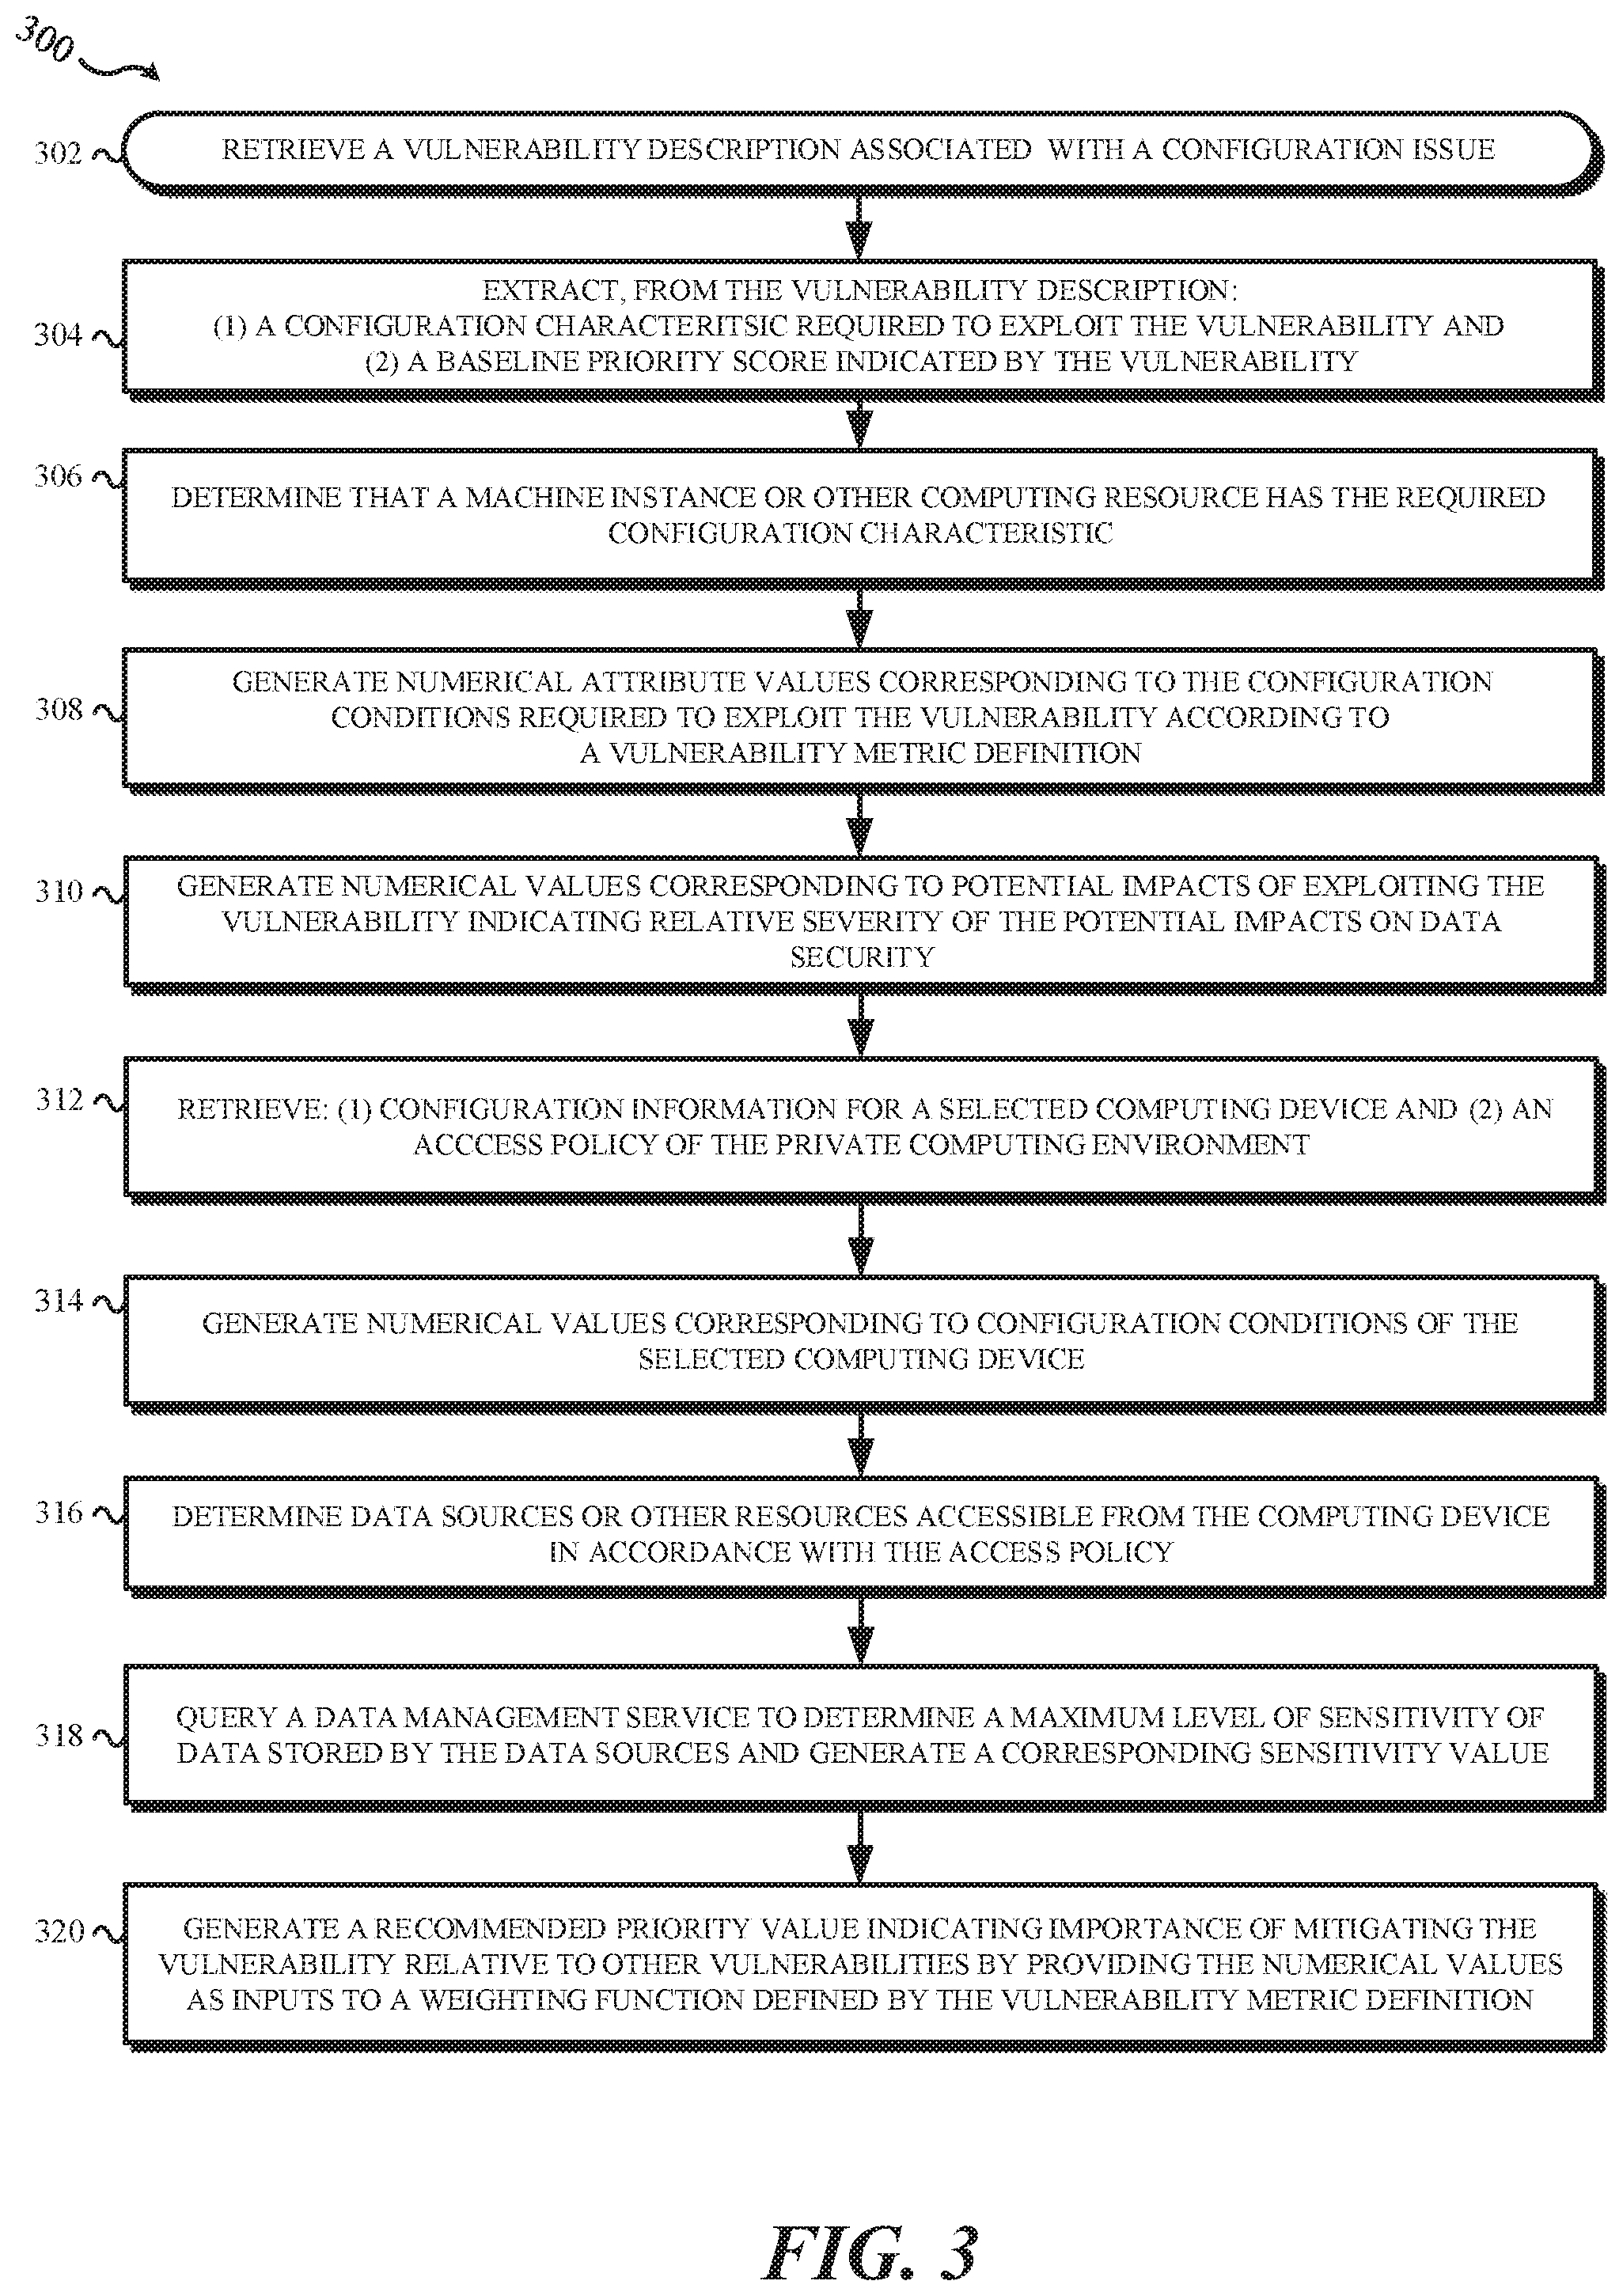 300
302
RETRIEVE A VULNERABILITY DESCRIPTION ASSOCIATED WITH A CONFIGURATION ISSUE
304
EXTRACT, FROM THE VULNERABILITY DESCRIPTION:
(1) A CONFIGURATION CHARACTERITSIC REQUIRED TO EXPLOIT THE VULNERABILITY AND
(2) A BASELINE PRIORITY SCORE INDICATED BY THE VULNERABILITY
306
DETERMINE THAT A MACHINE INSTANCE OR OTHER COMPUTING RESOURCE HAS THE REQUIRED
CONFIGURATION CHARACTERISTIC
308
GENERATE NUMERICAL ATTRIBUTE VALUES CORRESPONDING TO THE CONFIGURATION
CONDITIONS REQUIRED TO EXPLOIT THE VULNERABILITY ACCORDING TO
A VULNERABILITY METRIC DEFINITION
310
GENERATE NUMERICAL VALUES CORRESPONDING TO POTENTIAL IMPACTS OF EXPLOITING THE
VULNERABILITY INDICATING RELATIVE SEVERITY OF THE POTENTIAL IMPACTS ON DATA
SECURITY
312
RETRIEVE: (1) CONFIGURATION INFORMATION FOR A SELECTED COMPUTING DEVICE AND (2) AN
ACCCESS POLICY OF THE PRIVATE COMPUTING ENVIRONMENT
314
GENERATE NUMERICAL VALUES CORRESPONDING TO CONFIGURATION CONDITIONS OF THE
SELECTED COMPUTING DEVICE
316
DETERMINE DATA SOURCES OR OTHER RESOURCES ACCESSIBLE FROM THE COMPUTING DEVICE
IN ACCORDANCE WITH THE ACCESS POLICY
318
QUERY A DATA MANAGEMENT SERVICE TO DETERMINE A MAXIMUM LEVEL OF SENSITIVITY OF
DATA STORED BY THE DATA SOURCES AND GENERATE A CORRESPONDING SENSITIVITY VALUE
320
GENERATE A RECOMMENDED PRIORITY VALUE INDICATING IMPORTANCE OF MITIGATING THE
VULNERABILITY RELATIVE TO OTHER VULNERABILITIES BY PROVIDING THE NUMERICAL VALUES
AS INPUTS TO A WEIGHTING FUNCTION DEFINED BY THE VULNERABILITY METRIC DEFINITION
FIG. 3